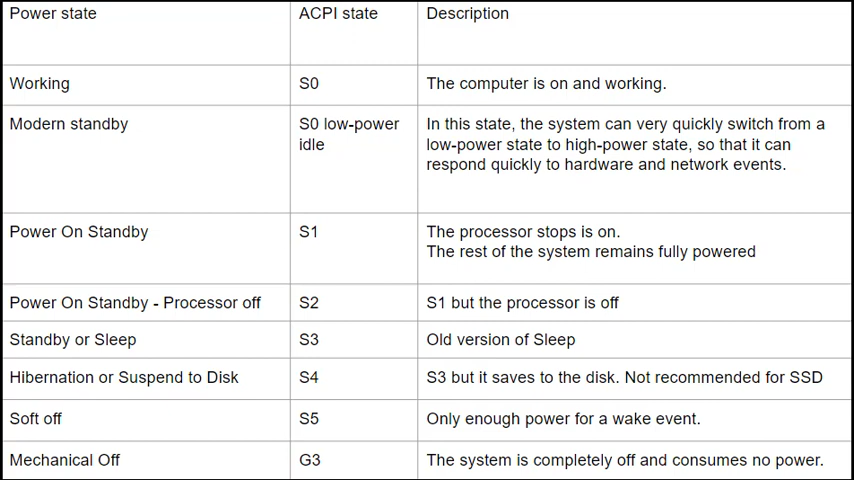 Power state ACPI state Description
Working S0 The computer is on and working.
Modern standby S0 low-power In this state, the system can very quickly switch from a
idle low-power state to high-power state, so that it can
respond quickly to hardware and network events.
Power On Standby S1 The processor stops is on.
The rest of the system remains fully powered
Power On Standby - Processor off S2 S1 but the processor is off
Standby or Sleep S3 Old version of Sleep
Hibernation or Suspend to Disk S4 S3 but it saves to the disk. Not recommended for SSD
Soft off S5 Only enough power for a wake event.
Mechanical Off G3 The system is completely off and consumes no power.